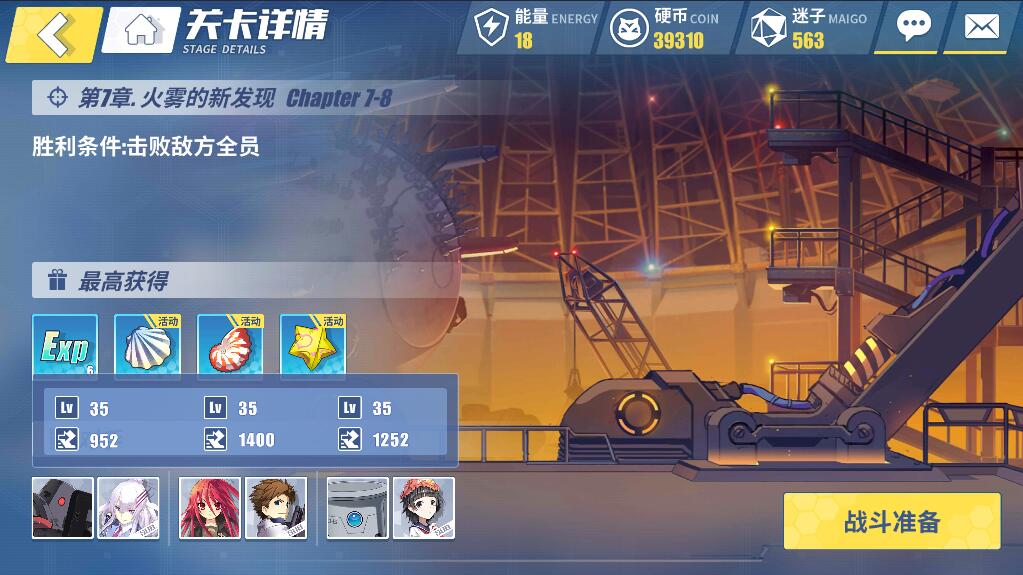 关卡详情
STAGE DETAILS
能量 ENERGY
18
硬币 COIN
39310
迷子 MAIGO
563
第7章.火雾的新发现 Chapter 7-8
胜利条件:击败敌方全员
最高获得
Exp 6
活动
活动
活动
Lv 35 Lv 35 Lv 35
952 1400 1252
战斗准备